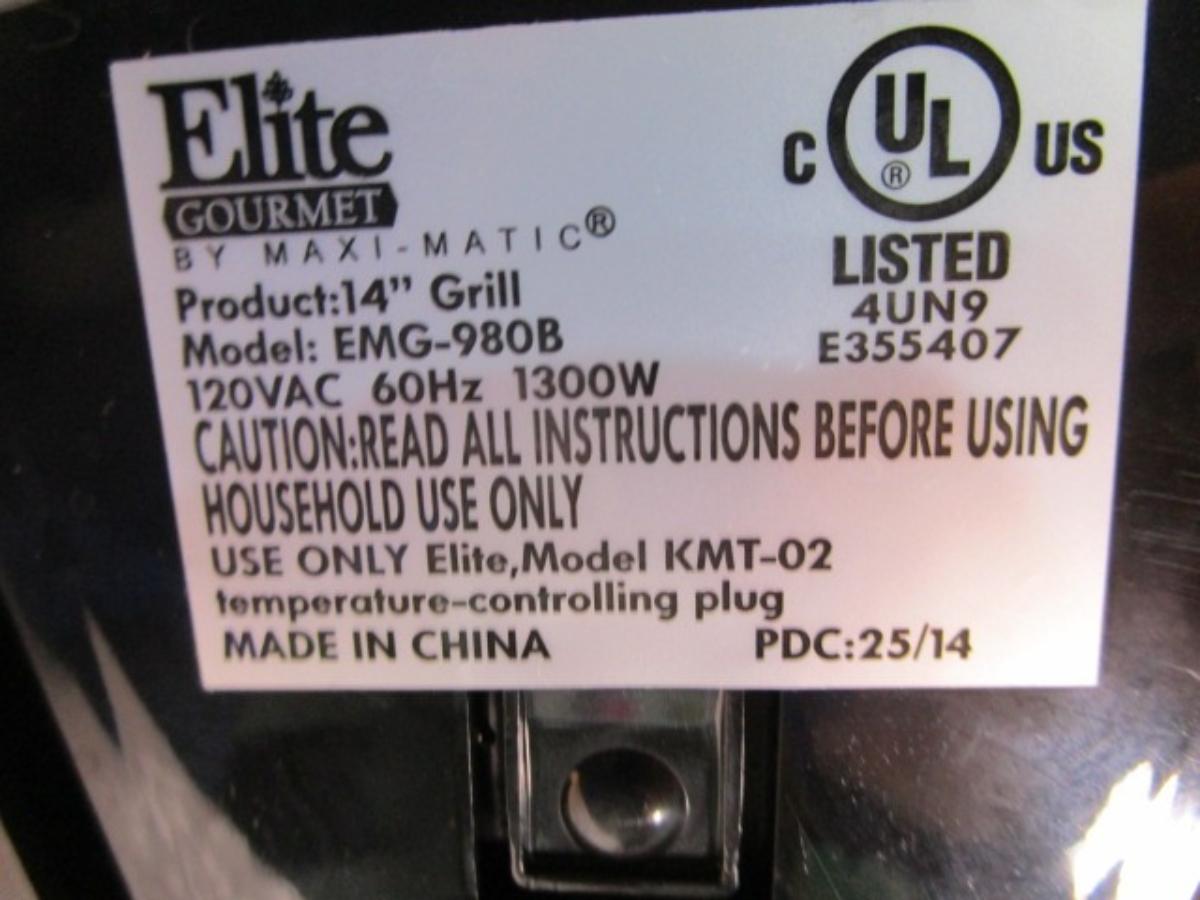 Elite
GOURMET
BY MAXI-MATIC®
Product:14” Grill
Model: EMG-980B
120VAC 60Hz 1300W
C UL® US
LISTED
4UN9
E355407
CAUTION:READ ALL INSTRUCTIONS BEFORE USING
HOUSEHOLD USE ONLY
USE ONLY Elite,Model KMT-02
temperature-controlling plug
MADE IN CHINA PDC:25/14